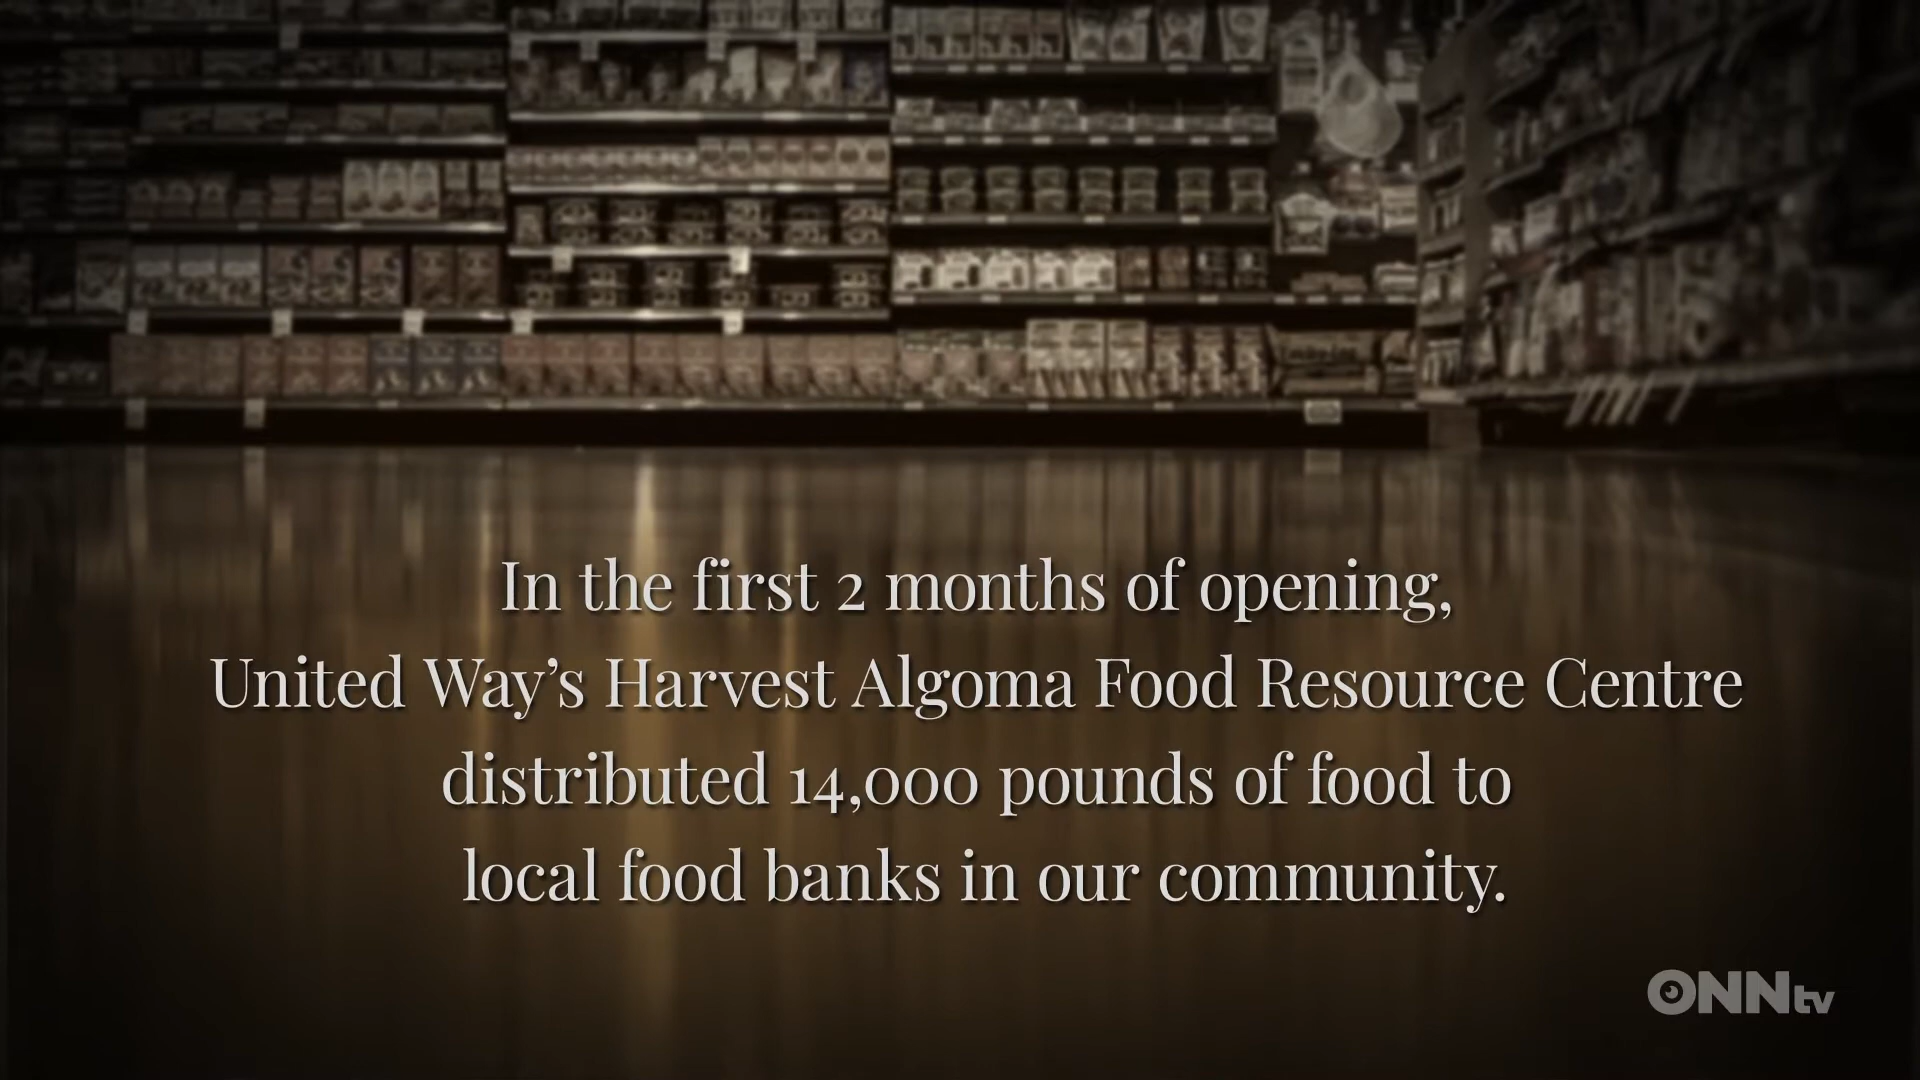 In the first 2 months of opening,
United Way’s Harvest Algoma Food Resource Centre
distributed 14,000 pounds of food to
local food banks in our community.
ONNtv